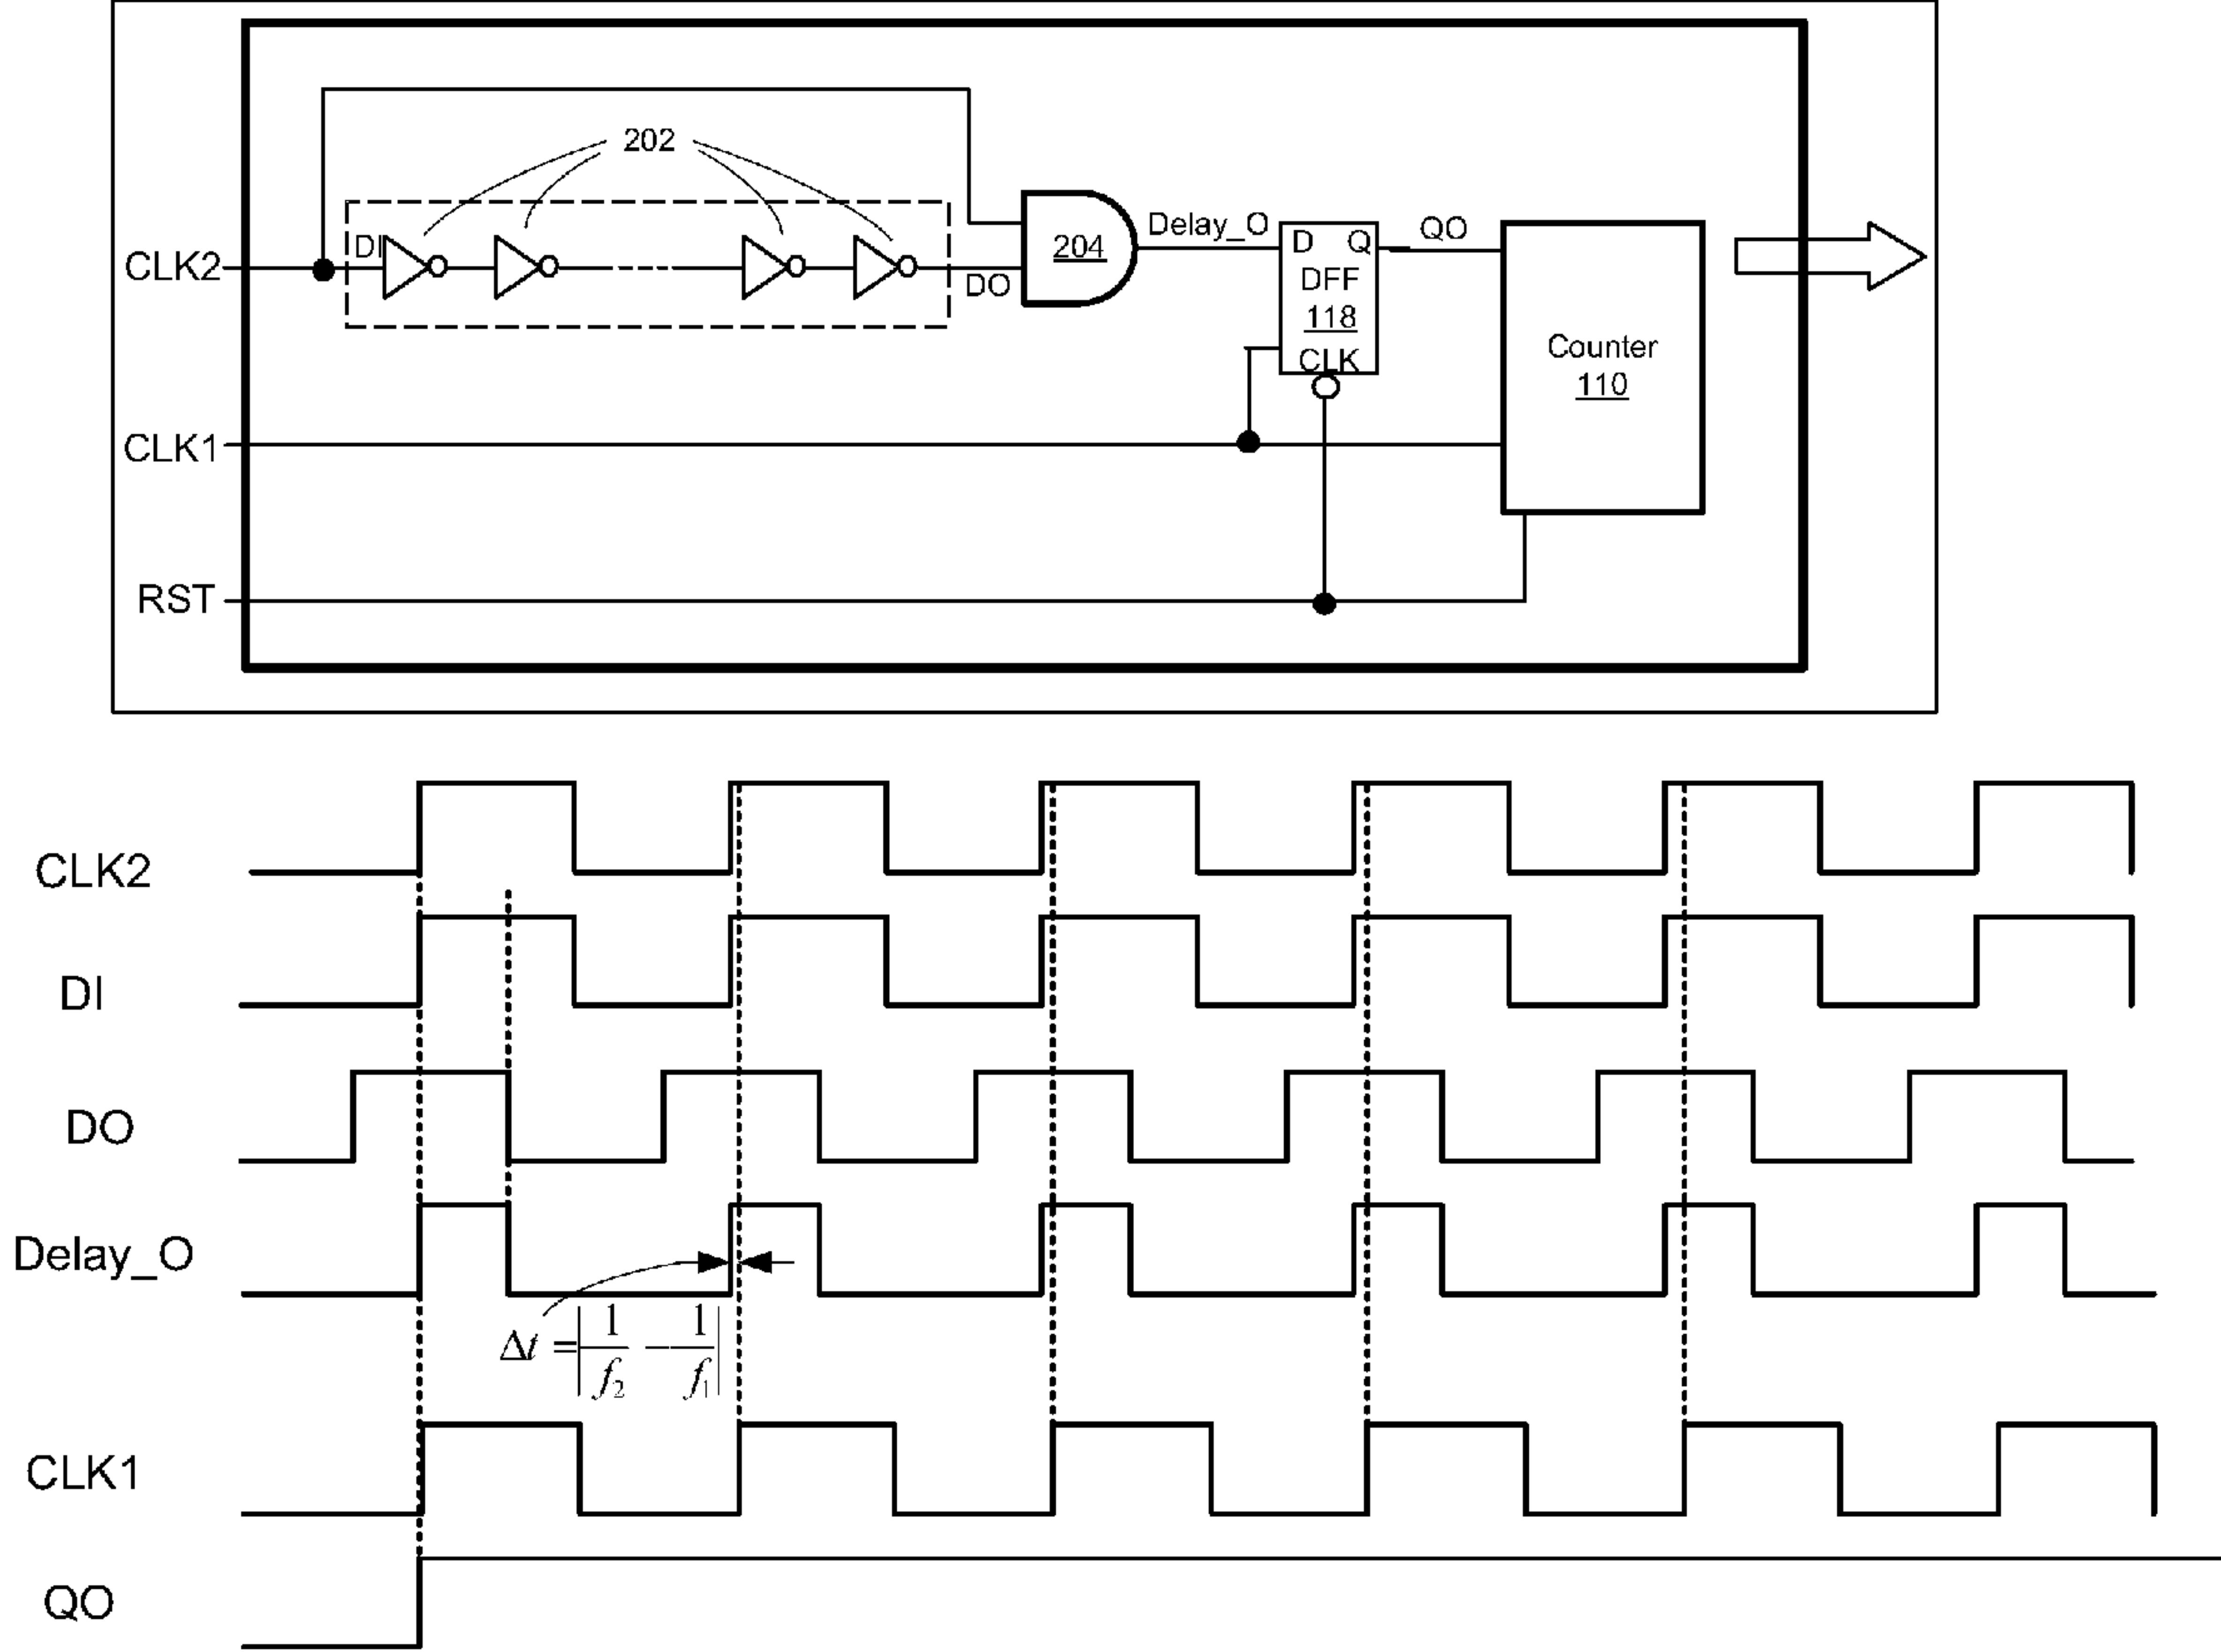 202
CLK2
DI
DO
204
Delay_O
D Q
DFF
118
CLK
QO
Counter
110
CLK1
RST
CLK2
DI
DO
Delay_O
Δt = | 1/f₂ − 1/f₁ |
CLK1
QO